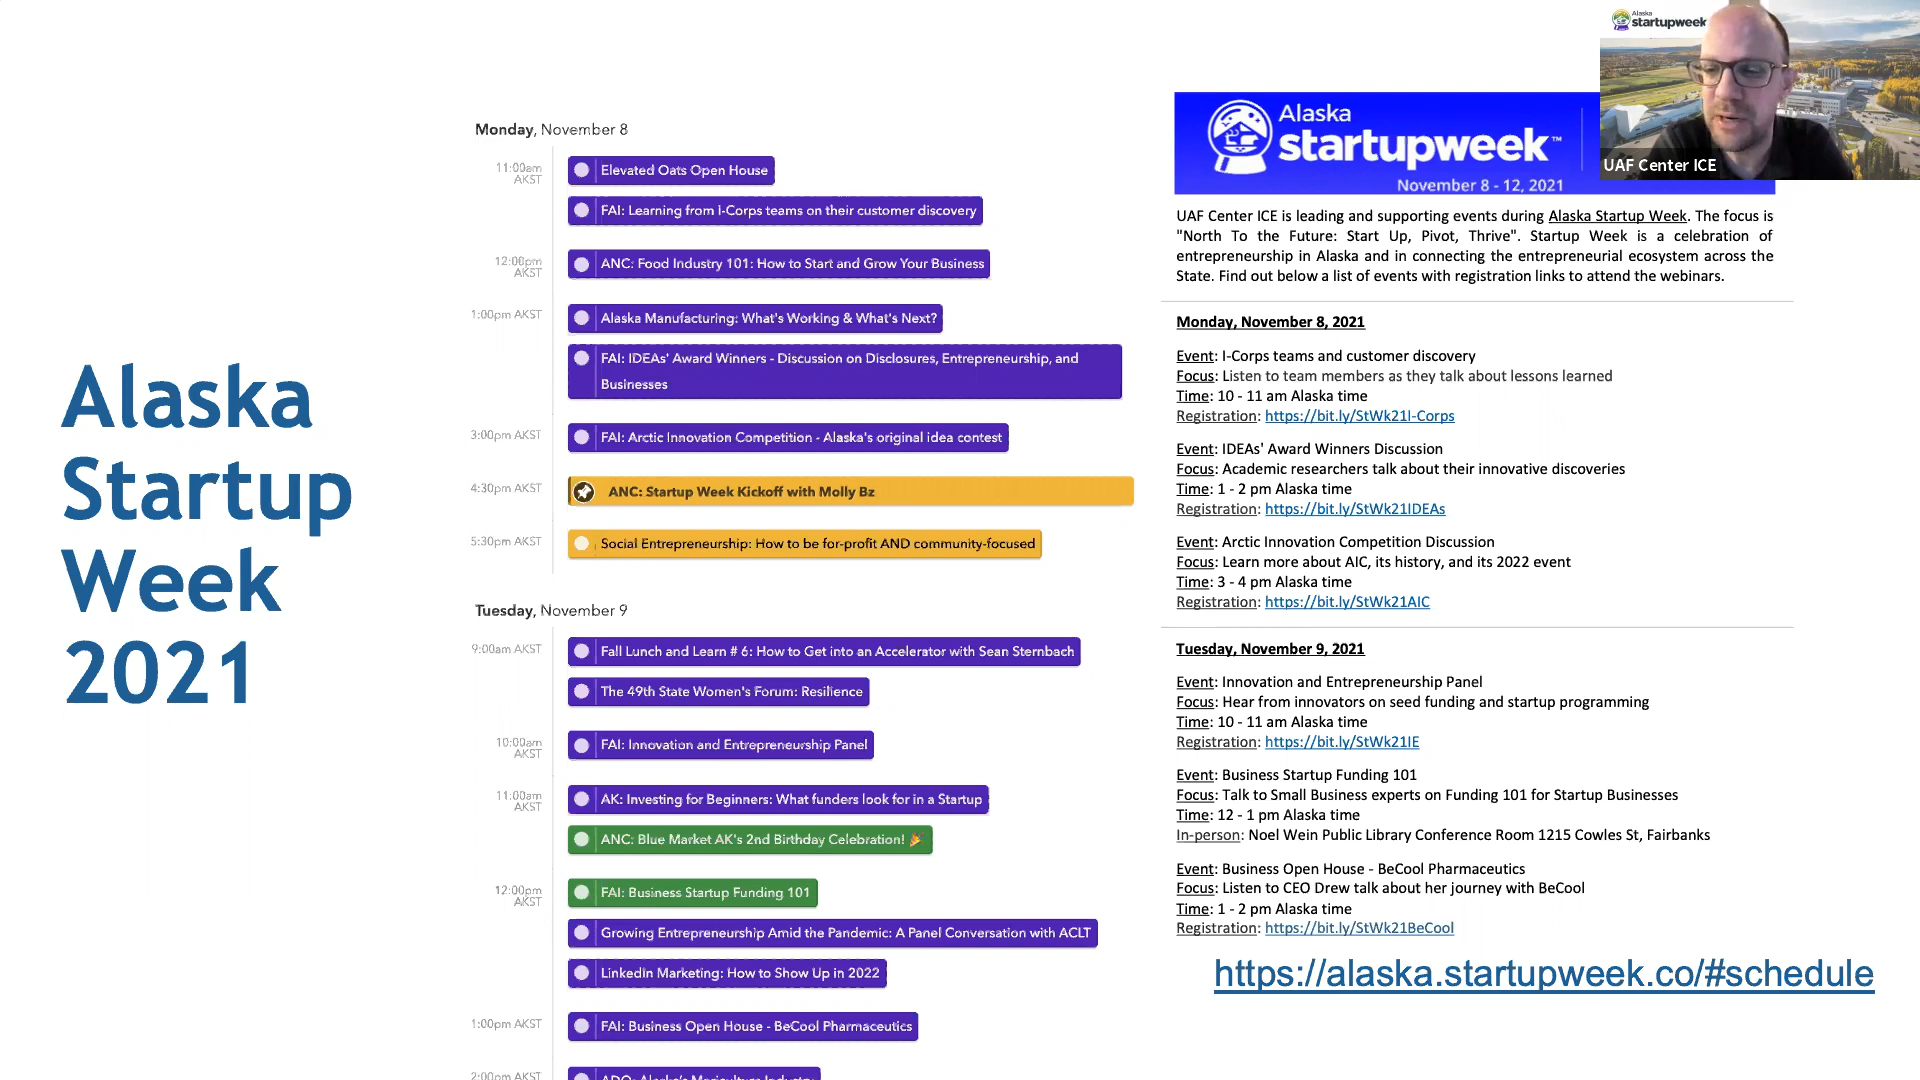 Alaska
Startup
Week
2021
Monday, November 8
11:00am
AKST
Elevated Oats Open House
FAI: Learning from I-Corps teams on their customer discovery
12:00pm
AKST
ANC: Food Industry 101: How to Start and Grow Your Business
1:00pm AKST
Alaska Manufacturing: What's Working & What's Next?
FAI: IDEAs' Award Winners - Discussion on Disclosures, Entrepreneurship, and
Businesses
3:00pm AKST
FAI: Arctic Innovation Competition - Alaska's original idea contest
4:30pm AKST
ANC: Startup Week Kickoff with Molly Bz
5:30pm AKST
Social Entrepreneurship: How to be for-profit AND community-focused
Tuesday, November 9
9:00am AKST
Fall Lunch and Learn # 6: How to Get into an Accelerator with Sean Sternbach
The 49th State Women's Forum: Resilience
10:00am
AKST
FAI: Innovation and Entrepreneurship Panel
11:00am
AKST
AK: Investing for Beginners: What funders look for in a Startup
ANC: Blue Market AK's 2nd Birthday Celebration! 🎉
12:00pm
AKST
FAI: Business Startup Funding 101
Growing Entrepreneurship Amid the Pandemic: A Panel Conversation with ACLT
LinkedIn Marketing: How to Show Up in 2022
1:00pm AKST
FAI: Business Open House - BeCool Pharmaceutics
2:00pm AKST
ADO: Alaska's Mariculture Industry
Alaska
startupweek™
November 8 - 12, 2021
Alaska
startupweek
UAF Center ICE
UAF Center ICE is leading and supporting events during Alaska Startup Week. The focus is
"North To the Future: Start Up, Pivot, Thrive". Startup Week is a celebration of
entrepreneurship in Alaska and in connecting the entrepreneurial ecosystem across the
State. Find out below a list of events with registration links to attend the webinars.
Monday, November 8, 2021
Event: I-Corps teams and customer discovery
Focus: Listen to team members as they talk about lessons learned
Time: 10 - 11 am Alaska time
Registration: https://bit.ly/StWk21I-Corps
Event: IDEAs' Award Winners Discussion
Focus: Academic researchers talk about their innovative discoveries
Time: 1 - 2 pm Alaska time
Registration: https://bit.ly/StWk21IDEAs
Event: Arctic Innovation Competition Discussion
Focus: Learn more about AIC, its history, and its 2022 event
Time: 3 - 4 pm Alaska time
Registration: https://bit.ly/StWk21AIC
Tuesday, November 9, 2021
Event: Innovation and Entrepreneurship Panel
Focus: Hear from innovators on seed funding and startup programming
Time: 10 - 11 am Alaska time
Registration: https://bit.ly/StWk21IE
Event: Business Startup Funding 101
Focus: Talk to Small Business experts on Funding 101 for Startup Businesses
Time: 12 - 1 pm Alaska time
In-person: Noel Wein Public Library Conference Room 1215 Cowles St, Fairbanks
Event: Business Open House - BeCool Pharmaceutics
Focus: Listen to CEO Drew talk about her journey with BeCool
Time: 1 - 2 pm Alaska time
Registration: https://bit.ly/StWk21BeCool
https://alaska.startupweek.co/#schedule